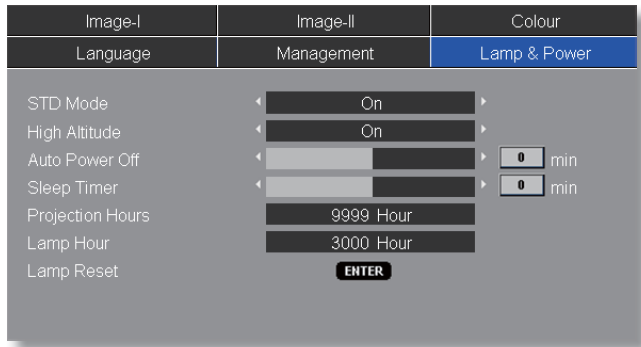 Image-I Image-II Colour
Language Management Lamp & Power
STD Mode On
High Altitude On
Auto Power Off 0 min
Sleep Timer 0 min
Projection Hours 9999 Hour
Lamp Hour 3000 Hour
Lamp Reset ENTER